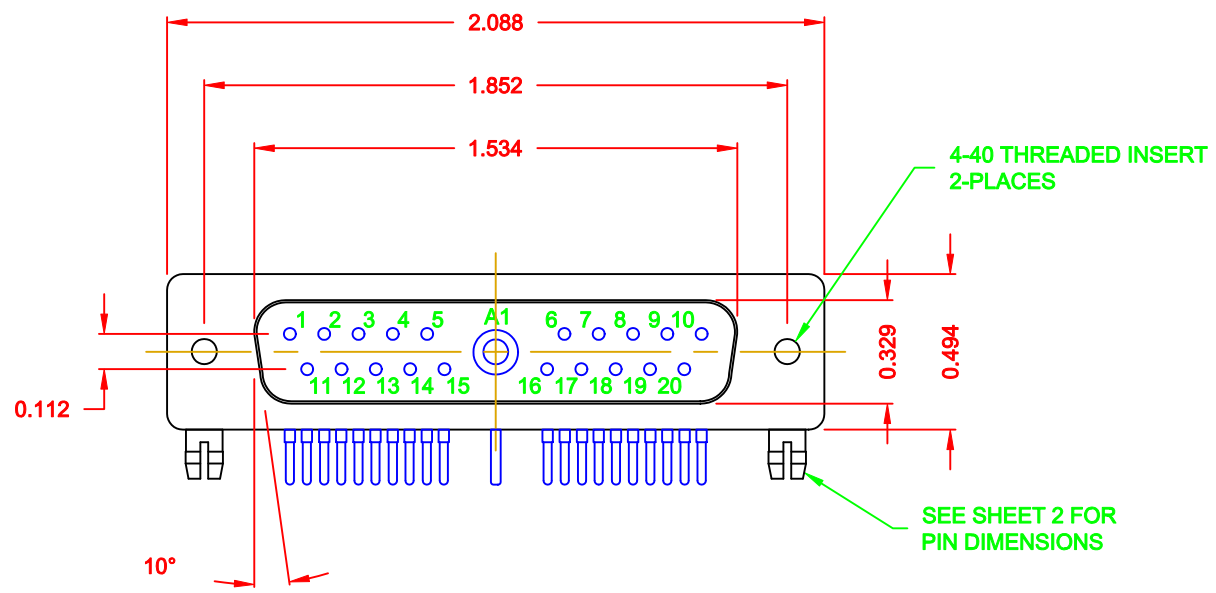 2.088
1.852
1.534
4-40 THREADED INSERT
2-PLACES
1 2 3 4 5 A1 6 7 8 9 10
11 12 13 14 15 16 17 18 19 20
0.112
0.329
0.494
10°
SEE SHEET 2 FOR
PIN DIMENSIONS